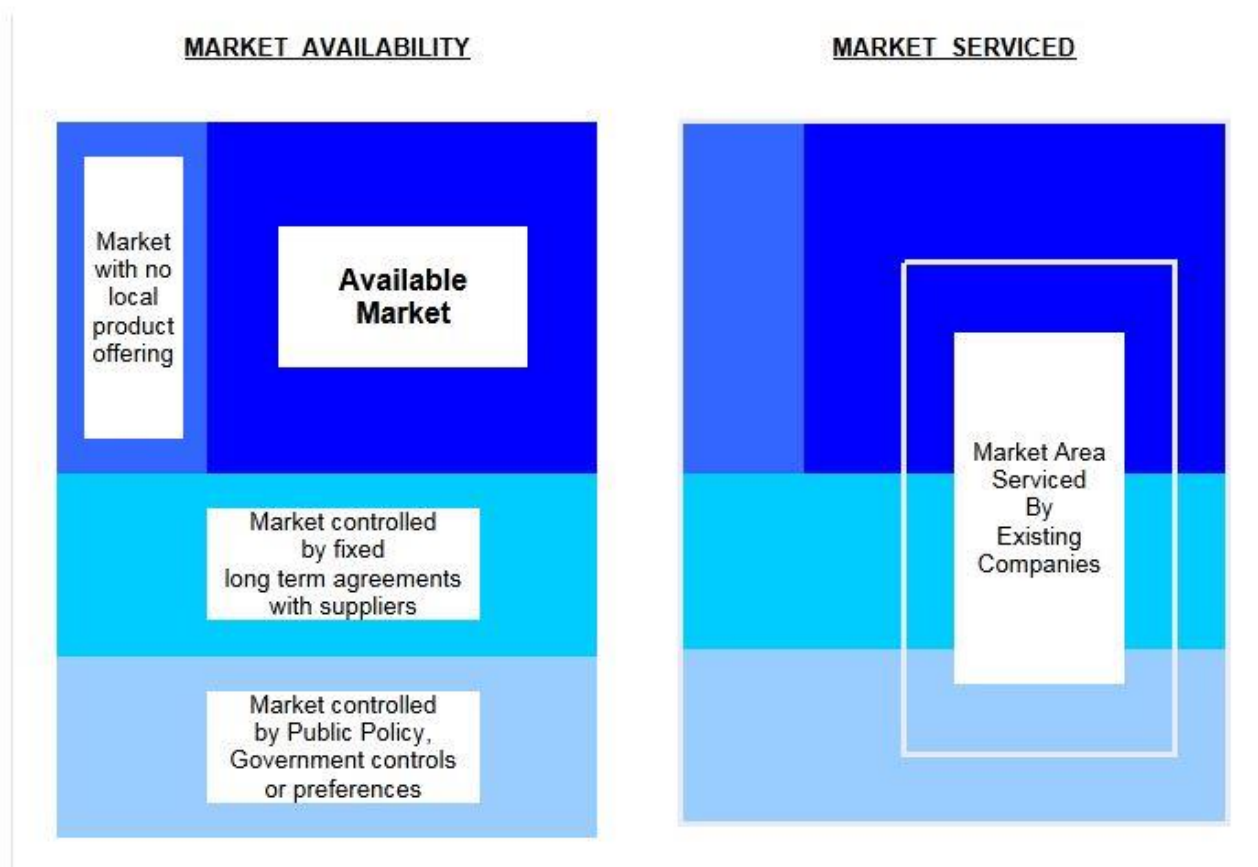 MARKET AVAILABILITY
Market
with no
local
product
offering
Available
Market
Market controlled
by fixed
long term agreements
with suppliers
Market controlled
by Public Policy,
Government controls
or preferences
MARKET SERVICED
Market Area
Serviced
By
Existing
Companies